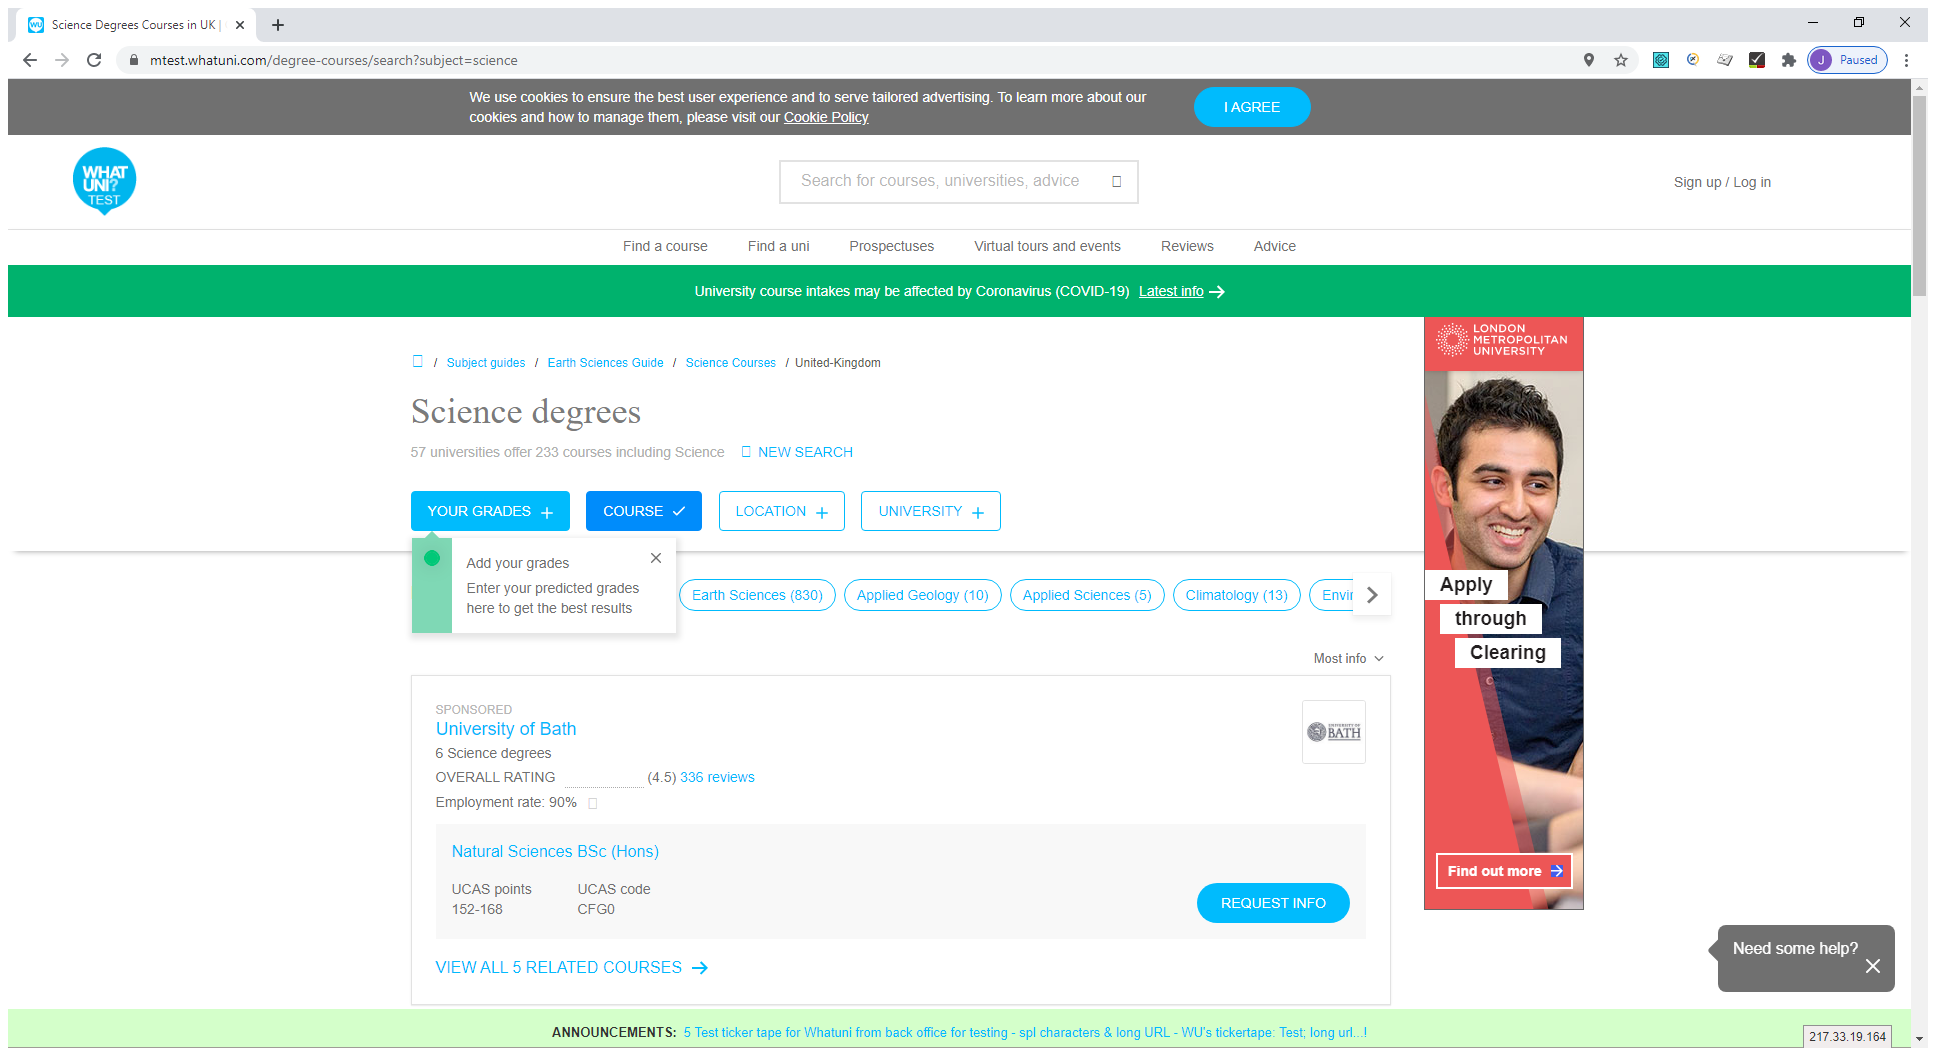 Science Degrees Courses in UK |
mtest.whatuni.com/degree-courses/search?subject=science
J Paused
We use cookies to ensure the best user experience and to serve tailored advertising. To learn more about our
cookies and how to manage them, please visit our Cookie Policy
I AGREE
WHAT
UNI?
TEST
Search for courses, universities, advice
Sign up / Log in
Find a course Find a uni Prospectuses Virtual tours and events Reviews Advice
University course intakes may be affected by Coronavirus (COVID-19) Latest info
/ Subject guides / Earth Sciences Guide / Science Courses / United-Kingdom
Science degrees
57 universities offer 233 courses including Science NEW SEARCH
YOUR GRADES + COURSE LOCATION + UNIVERSITY +
Add your grades
Enter your predicted grades
here to get the best results
Earth Sciences (830) Applied Geology (10) Applied Sciences (5) Climatology (13) Envir
Most info
SPONSORED
University of Bath
6 Science degrees
OVERALL RATING (4.5) 336 reviews
Employment rate: 90%
UNIVERSITY OF
BATH
Natural Sciences BSc (Hons)
UCAS points UCAS code
152-168 CFG0
REQUEST INFO
VIEW ALL 5 RELATED COURSES
LONDON
METROPOLITAN
UNIVERSITY
Apply
through
Clearing
Find out more
Need some help?
ANNOUNCEMENTS: 5 Test ticker tape for Whatuni from back office for testing - spl characters & long URL - WU's tickertape: Test; long url...!
217.33.19.164